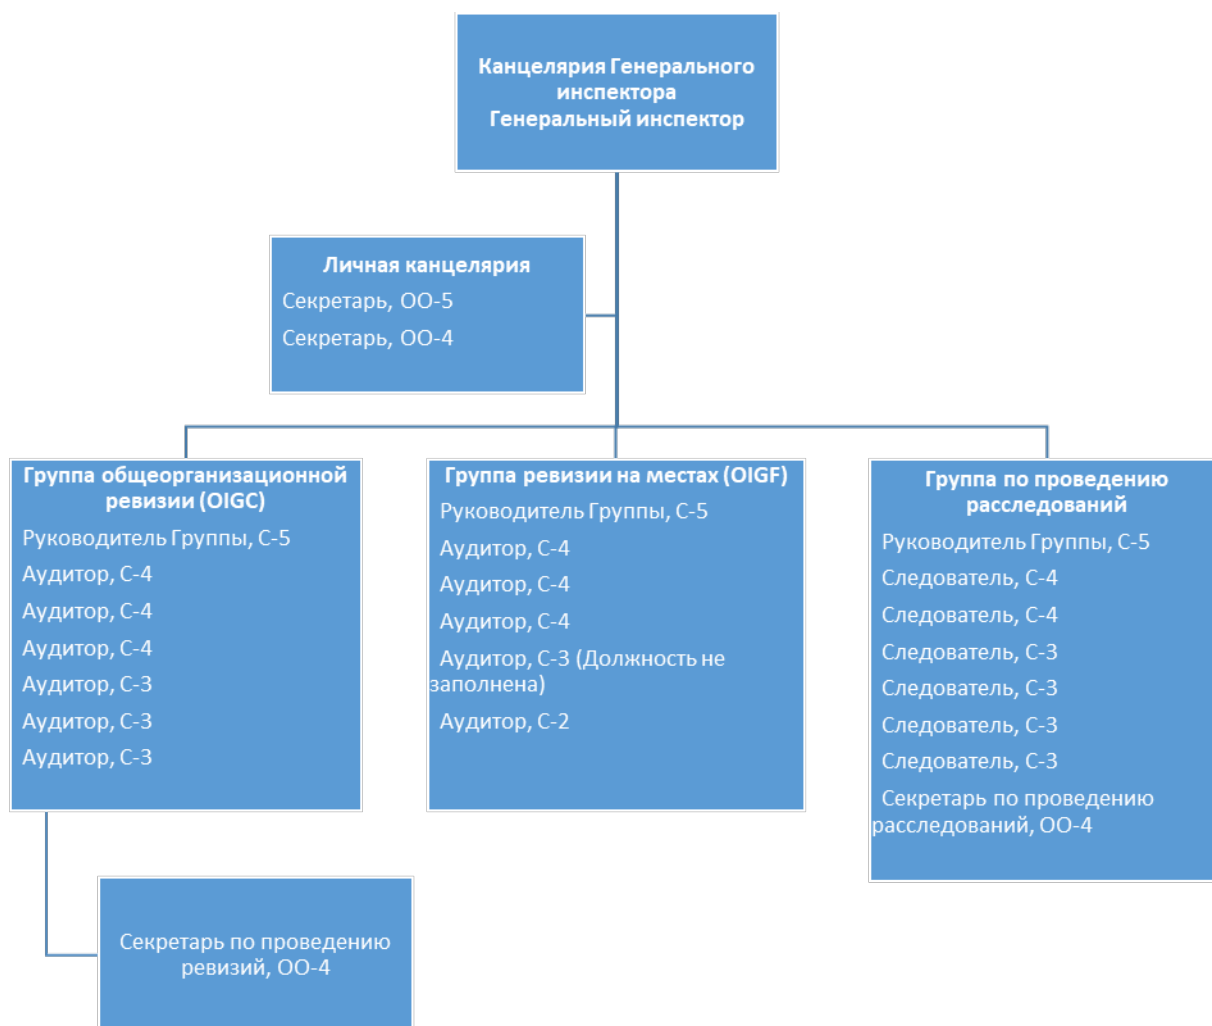 Канцелярия Генерального
инспектора
Генеральный инспектор
Личная канцелярия
Секретарь, ОО-5
Секретарь, ОО-4
Группа общеорганизационной
ревизии (OIGC)
Руководитель Группы, С-5
Аудитор, С-4
Аудитор, С-4
Аудитор, С-4
Аудитор, С-3
Аудитор, С-3
Аудитор, С-3
Группа ревизии на местах (OIGF)
Руководитель Группы, С-5
Аудитор, С-4
Аудитор, С-4
Аудитор, С-4
Аудитор, С-3 (Должность не
заполнена)
Аудитор, С-2
Группа по проведению
расследований
Руководитель Группы, С-5
Следователь, С-4
Следователь, С-4
Следователь, С-3
Следователь, С-3
Следователь, С-3
Следователь, С-3
Секретарь по проведению
расследований, ОО-4
Секретарь по проведению
ревизий, ОО-4